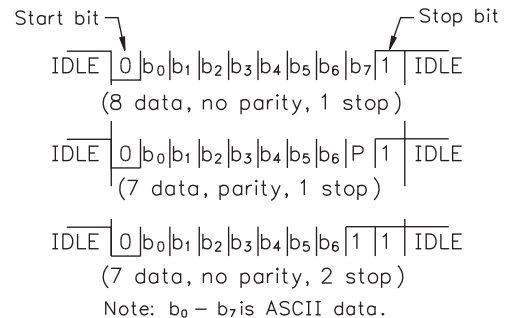 Start bit Stop bit
IDLE 0 b₀ b₁ b₂ b₃ b₄ b₅ b₆ b₇ 1 IDLE
(8 data, no parity, 1 stop)
IDLE 0 b₀ b₁ b₂ b₃ b₄ b₅ b₆ P 1 IDLE
(7 data, parity, 1 stop)
IDLE 0 b₀ b₁ b₂ b₃ b₄ b₅ b₆ 1 1 IDLE
(7 data, no parity, 2 stop)
Note: b₀ – b₇ is ASCII data.